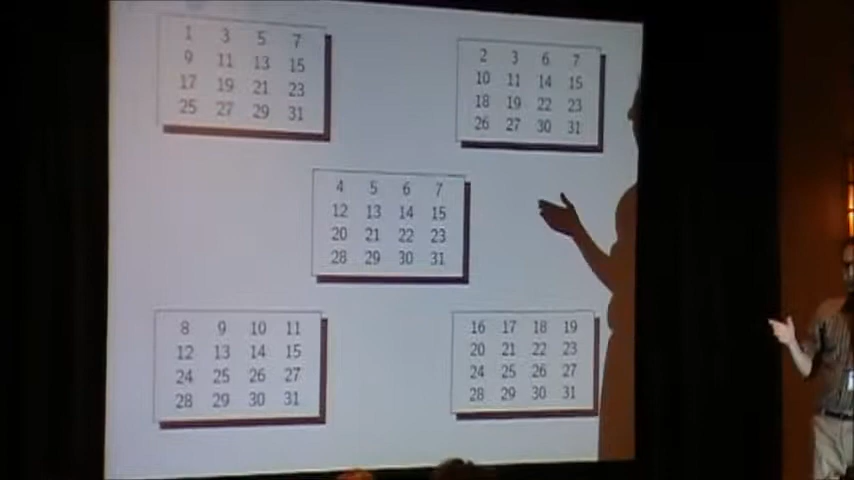 1 3 5 7
9 11 13 15
17 19 21 23
25 27 29 31
2 3 6 7
10 11 14 15
18 19 22 23
26 27 30 31
4 5 6 7
12 13 14 15
20 21 22 23
28 29 30 31
8 9 10 11
12 13 14 15
24 25 26 27
28 29 30 31
16 17 18 19
20 21 22 23
24 25 26 27
28 29 30 31